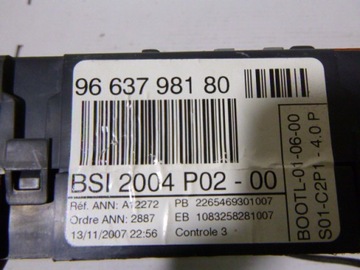 96 637 981 80
BSI 2004 P02 - 00
Réf. ANN: A12272 PB 2265469301007
Ordre ANN: 2887 EB 1083258281007
13/11/2007 22:56 Controle 3
BOOTL-01-06-00
S01-C2P1 - 4.0 P